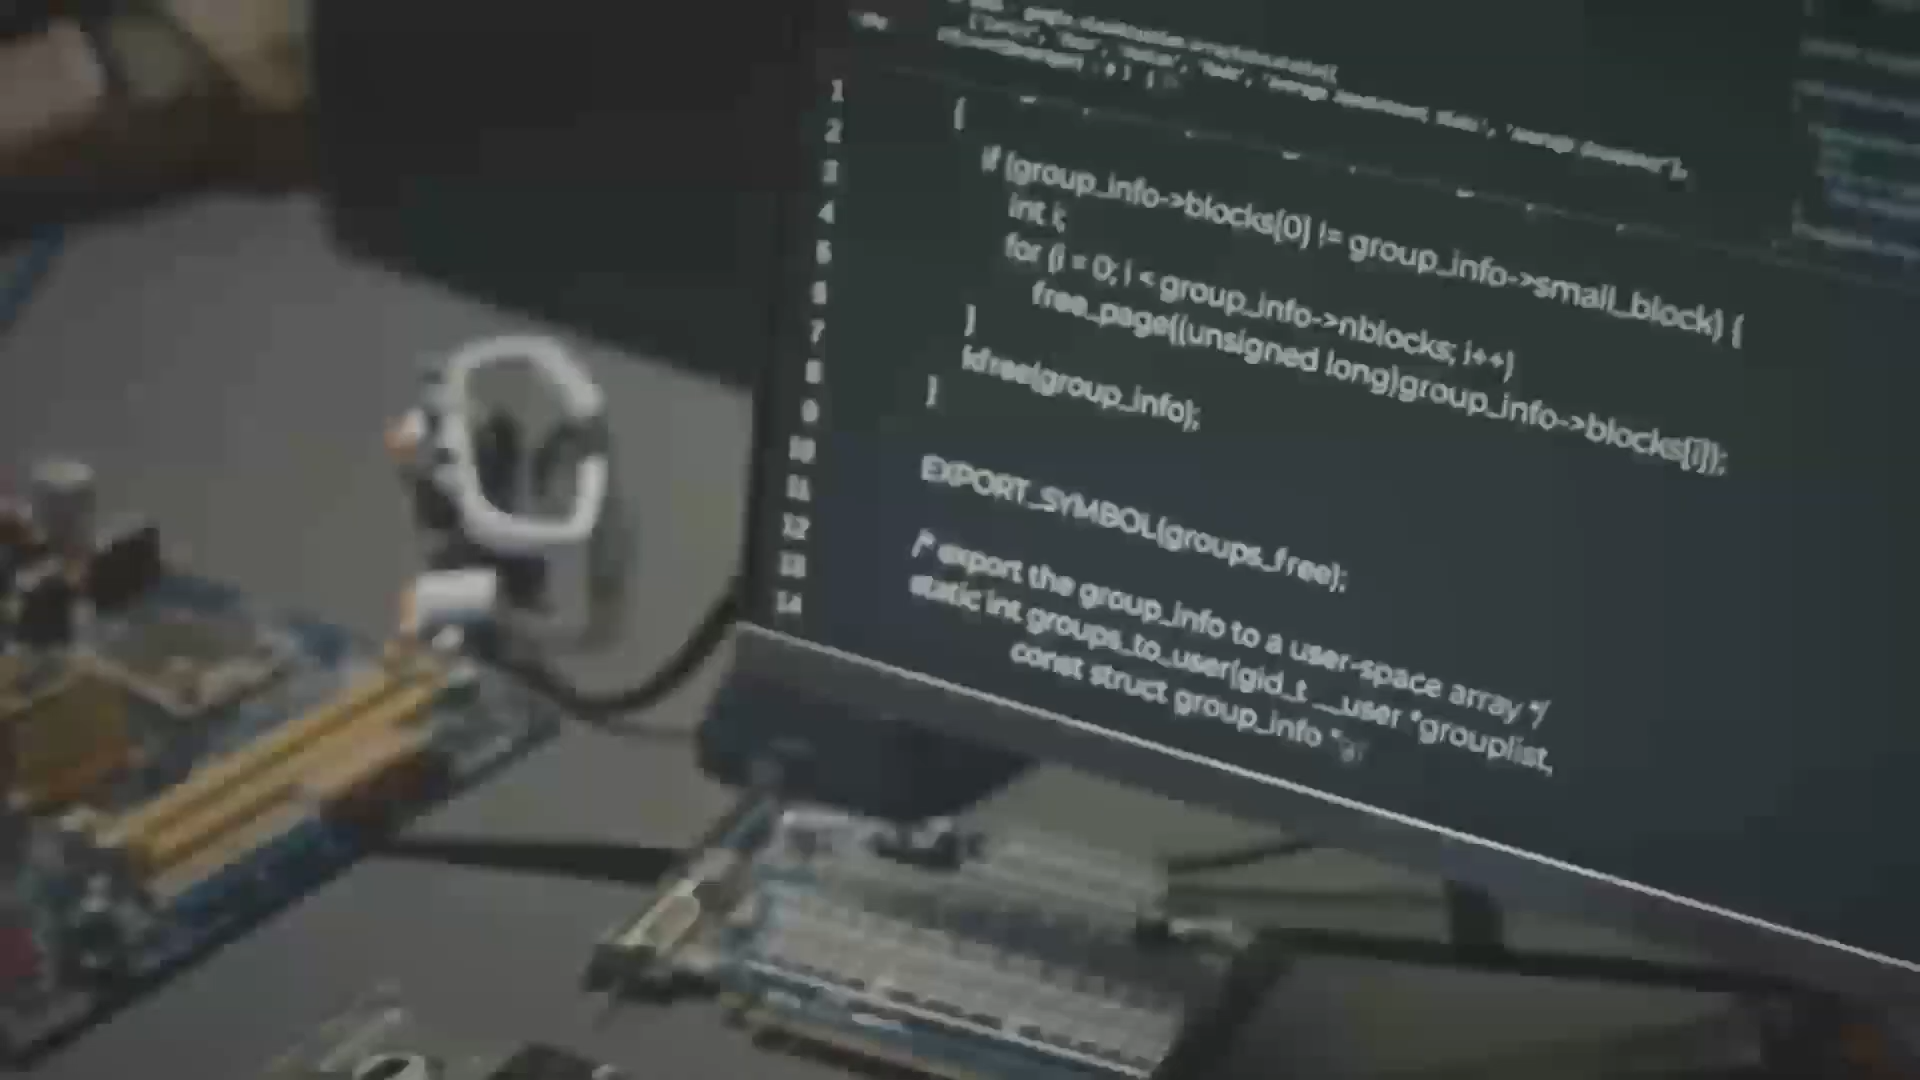 1
2
3
4
5
6
7
8
9
10
11
12
13
14
{
if (group_info->blocks[0] != group_info->small_block) {
int i;
for (i = 0; i < group_info->nblocks; i++)
free_page((unsigned long)group_info->blocks[i]);
}
kfree(group_info);
}
EXPORT_SYMBOL(groups_free);
/* export the group_info to a user-space array */
static int groups_to_user(gid_t __user *grouplist,
const struct group_info